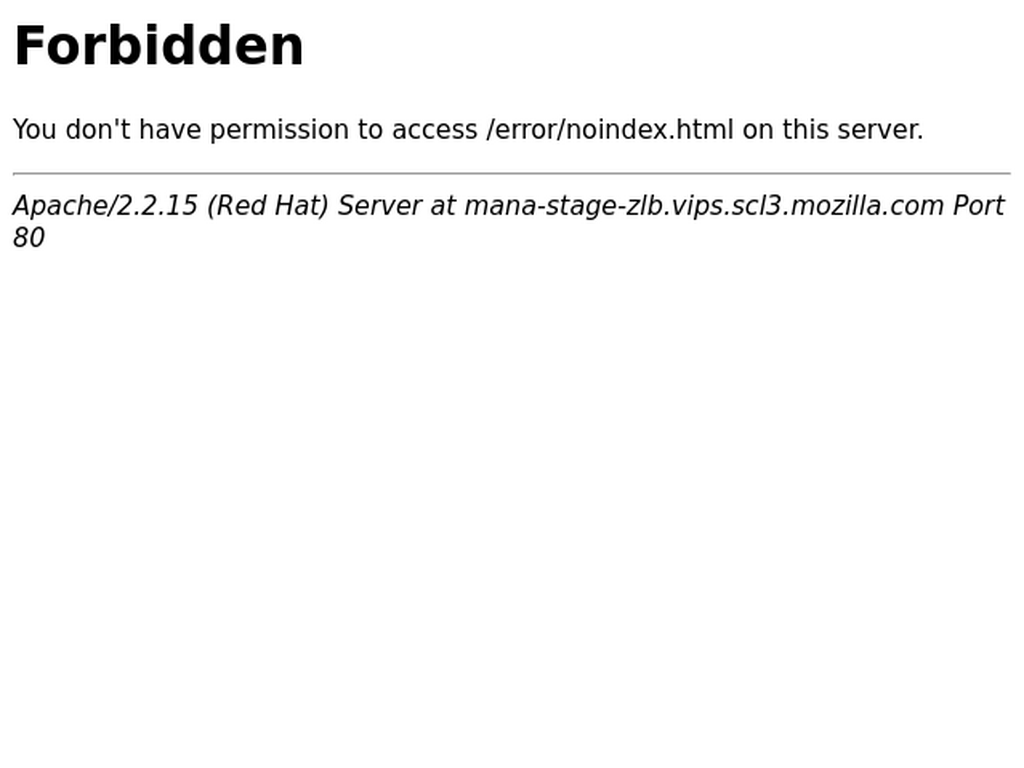 Forbidden
You don't have permission to access /error/noindex.html on this server.
Apache/2.2.15 (Red Hat) Server at mana-stage-zlb.vips.scl3.mozilla.com Port
80